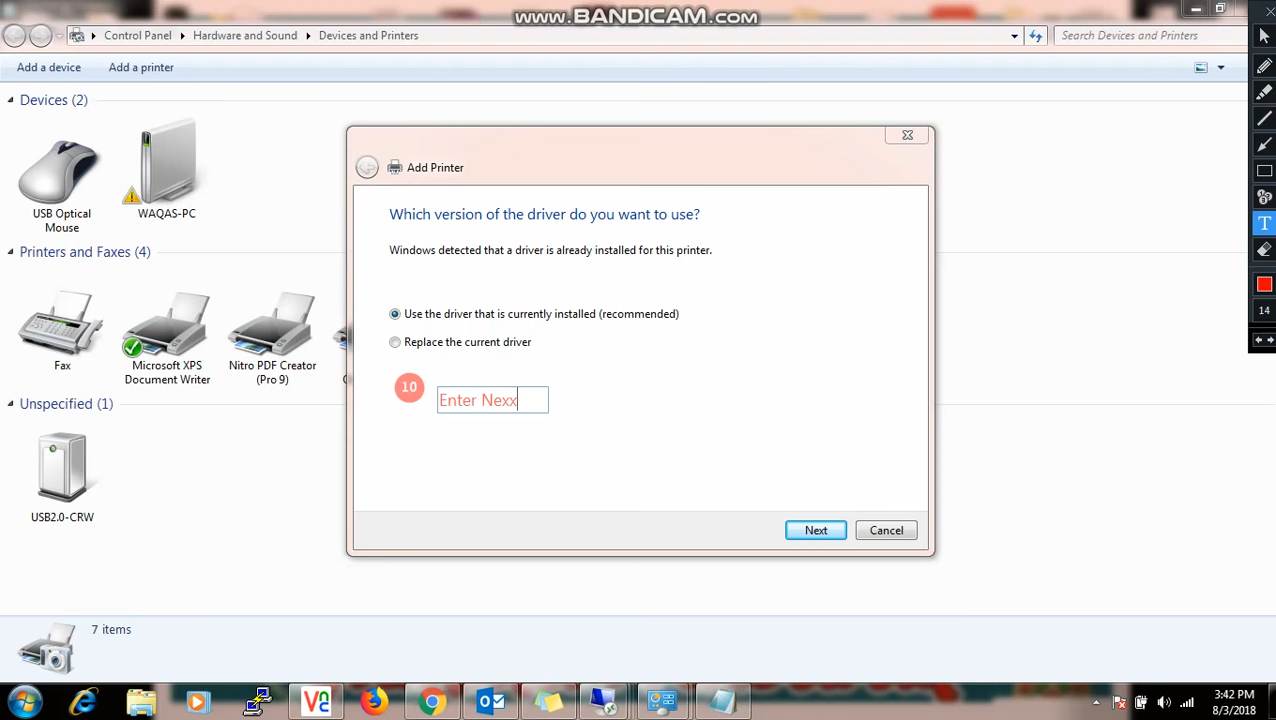 www.BANDICAM.com
Control Panel Hardware and Sound Devices and Printers
Search Devices and Printers
Add a device Add a printer
Devices (2)
USB Optical Mouse
WAQAS-PC
Printers and Faxes (4)
Fax
Microsoft XPS Document Writer
Nitro PDF Creator (Pro 9)
Unspecified (1)
USB2.0-CRW
Add Printer
Which version of the driver do you want to use?
Windows detected that a driver is already installed for this printer.
Use the driver that is currently installed (recommended)
Replace the current driver
10
Enter Nexx
Next Cancel
T
14
7 items
3:42 PM
8/3/2018